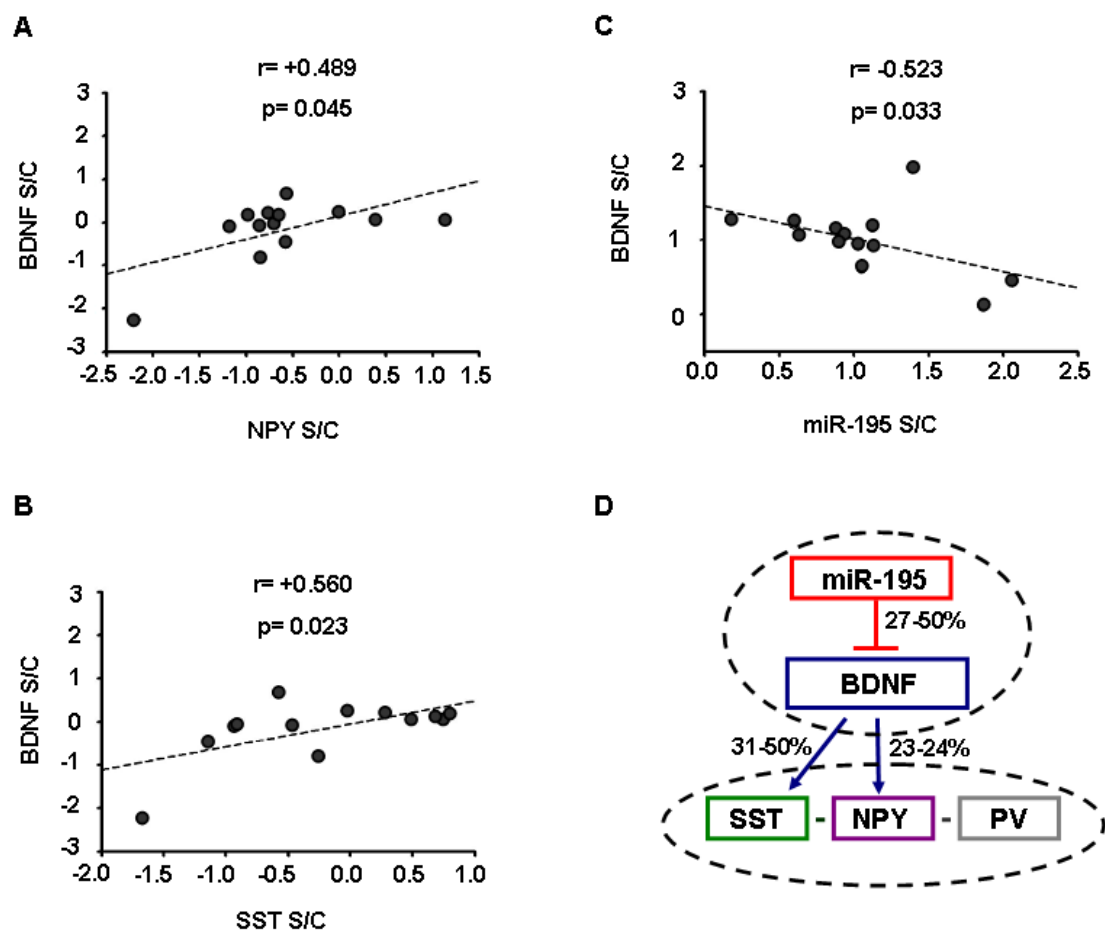 A
r= +0.489
p= 0.045
3
2
1
0
-1
-2
-3
BDNF S/C
-2.5 -2.0 -1.5 -1.0 -0.5 0.0 0.5 1.0 1.5
NPY S/C
C
r= -0.523
p= 0.033
3
2
1
0
BDNF S/C
0.0 0.5 1.0 1.5 2.0 2.5
miR-195 S/C
B
r= +0.560
p= 0.023
3
2
1
0
-1
-2
-3
BDNF S/C
-2.0 -1.5 -1.0 -0.5 0.0 0.5 1.0
SST S/C
D
miR-195
27-50%
BDNF
31-50% 23-24%
SST - NPY - PV